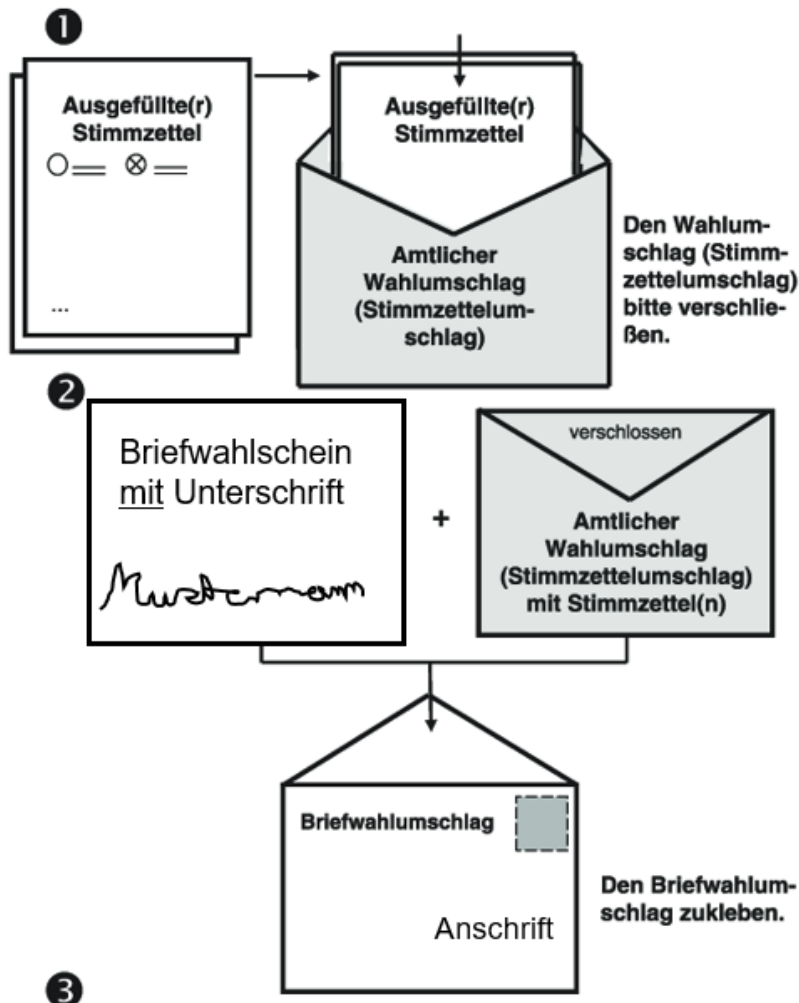 1
Ausgefüllte(r)
Stimmzettel
...
Ausgefüllte(r)
Stimmzettel
Amtlicher
Wahlumschlag
(Stimmzettelum-
schlag)
Den Wahlum-
schlag (Stimm-
zettelumschlag)
bitte verschlie-
ßen.
2
Briefwahlschein
mit Unterschrift
Mustermann
+
verschlossen
Amtlicher
Wahlumschlag
(Stimmzettelumschlag)
mit Stimmzettel(n)
Briefwahlumschlag
Anschrift
Den Briefwahlum-
schlag zukleben.
3